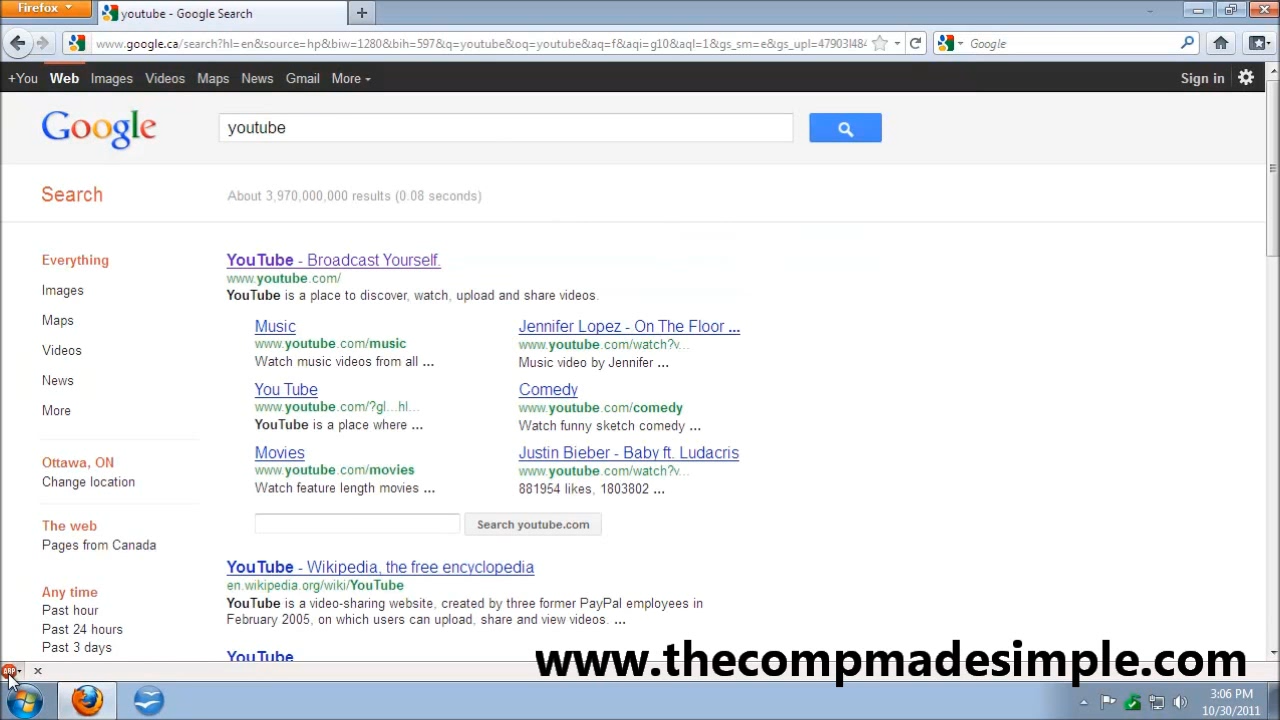 Firefox
youtube - Google Search
www.google.ca/search?hl=en&source=hp&biw=1280&bih=597&q=youtube&oq=youtube&aq=f&aqi=g10&aql=1&gs_sm=e&gs_upl=47903l484
Google
+You Web Images Videos Maps News Gmail More
Sign in
Google
youtube
Search
About 3,970,000,000 results (0.08 seconds)
Everything
Images
Maps
Videos
News
More
Ottawa, ON
Change location
The web
Pages from Canada
Any time
Past hour
Past 24 hours
Past 3 days
YouTube - Broadcast Yourself.
www.youtube.com/
YouTube is a place to discover, watch, upload and share videos.
Music
www.youtube.com/music
Watch music videos from all ...
Jennifer Lopez - On The Floor ...
www.youtube.com/watch?v...
Music video by Jennifer ...
You Tube
www.youtube.com/?gl...hl...
YouTube is a place where ...
Comedy
www.youtube.com/comedy
Watch funny sketch comedy ...
Movies
www.youtube.com/movies
Watch feature length movies ...
Justin Bieber - Baby ft. Ludacris
www.youtube.com/watch?v...
881954 likes, 1803802 ...
Search youtube.com
YouTube - Wikipedia, the free encyclopedia
en.wikipedia.org/wiki/YouTube
YouTube is a video-sharing website, created by three former PayPal employees in
February 2005, on which users can upload, share and view videos. ...
YouTube
www.thecompmadesimple.com
ABP
3:06 PM
10/30/2011